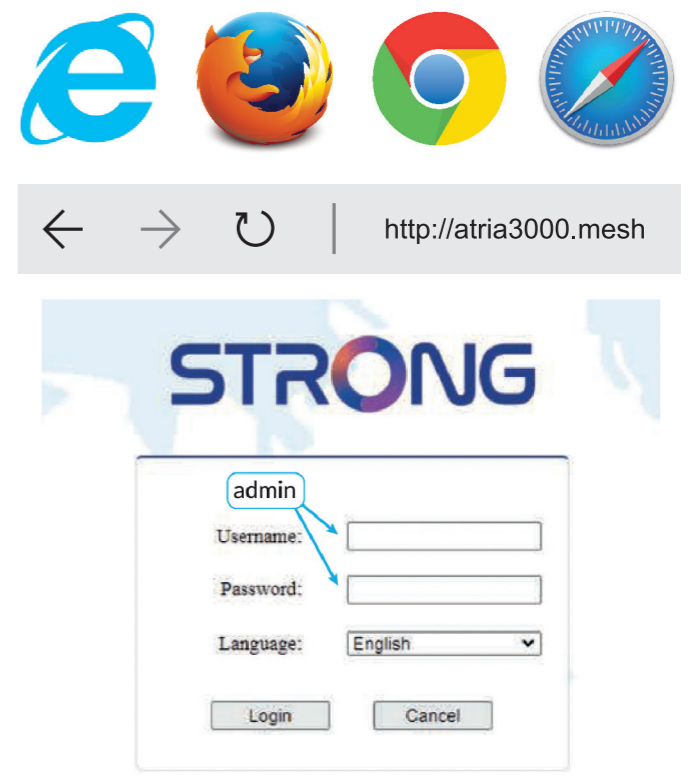 http://atria3000.mesh
STRONG
admin
Username:
Password:
Language: English
Login Cancel